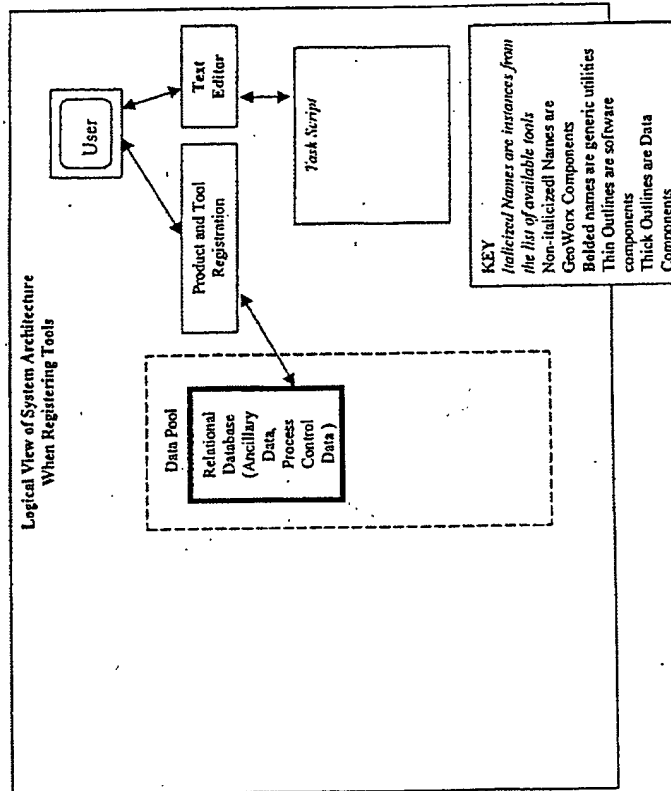 Logical View of System Architecture
When Registering Tools
User
Product and Tool
Registration
Text
Editor
Data Pool
Relational
Database
(Ancillary
Data,
Process
Control
Data )
Task Script
KEY
Italicized Names are instances from
the list of available tools
Non-italicizedl Names are
GeoWorx Components
Bolded names are generic utilities
Thin Outlines are software
components
Thick Outlines are Data
Components